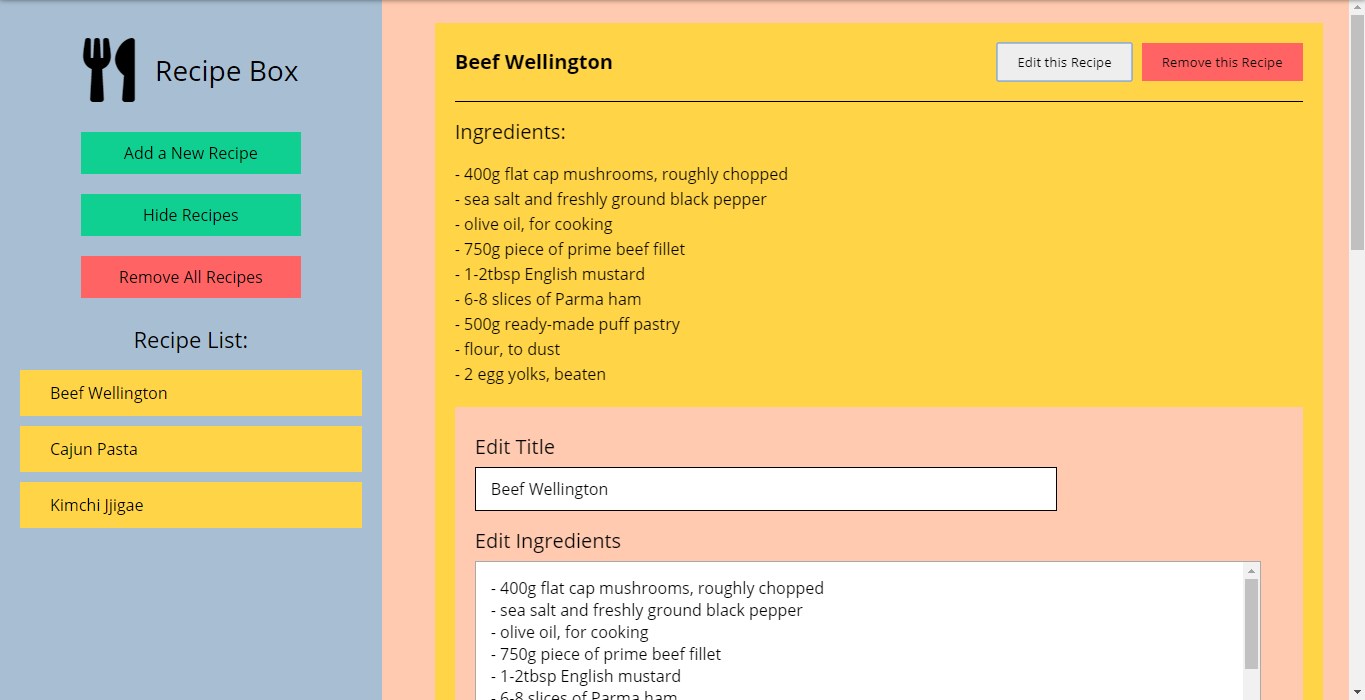 Recipe Box
Add a New Recipe
Hide Recipes
Remove All Recipes
Recipe List:
Beef Wellington
Cajun Pasta
Kimchi Jjigae
Beef Wellington
Edit this Recipe
Remove this Recipe
Ingredients:
- 400g flat cap mushrooms, roughly chopped
- sea salt and freshly ground black pepper
- olive oil, for cooking
- 750g piece of prime beef fillet
- 1-2tbsp English mustard
- 6-8 slices of Parma ham
- 500g ready-made puff pastry
- flour, to dust
- 2 egg yolks, beaten
Edit Title
Beef Wellington
Edit Ingredients
- 400g flat cap mushrooms, roughly chopped
- sea salt and freshly ground black pepper
- olive oil, for cooking
- 750g piece of prime beef fillet
- 1-2tbsp English mustard
- 6-8 slices of Parma ham